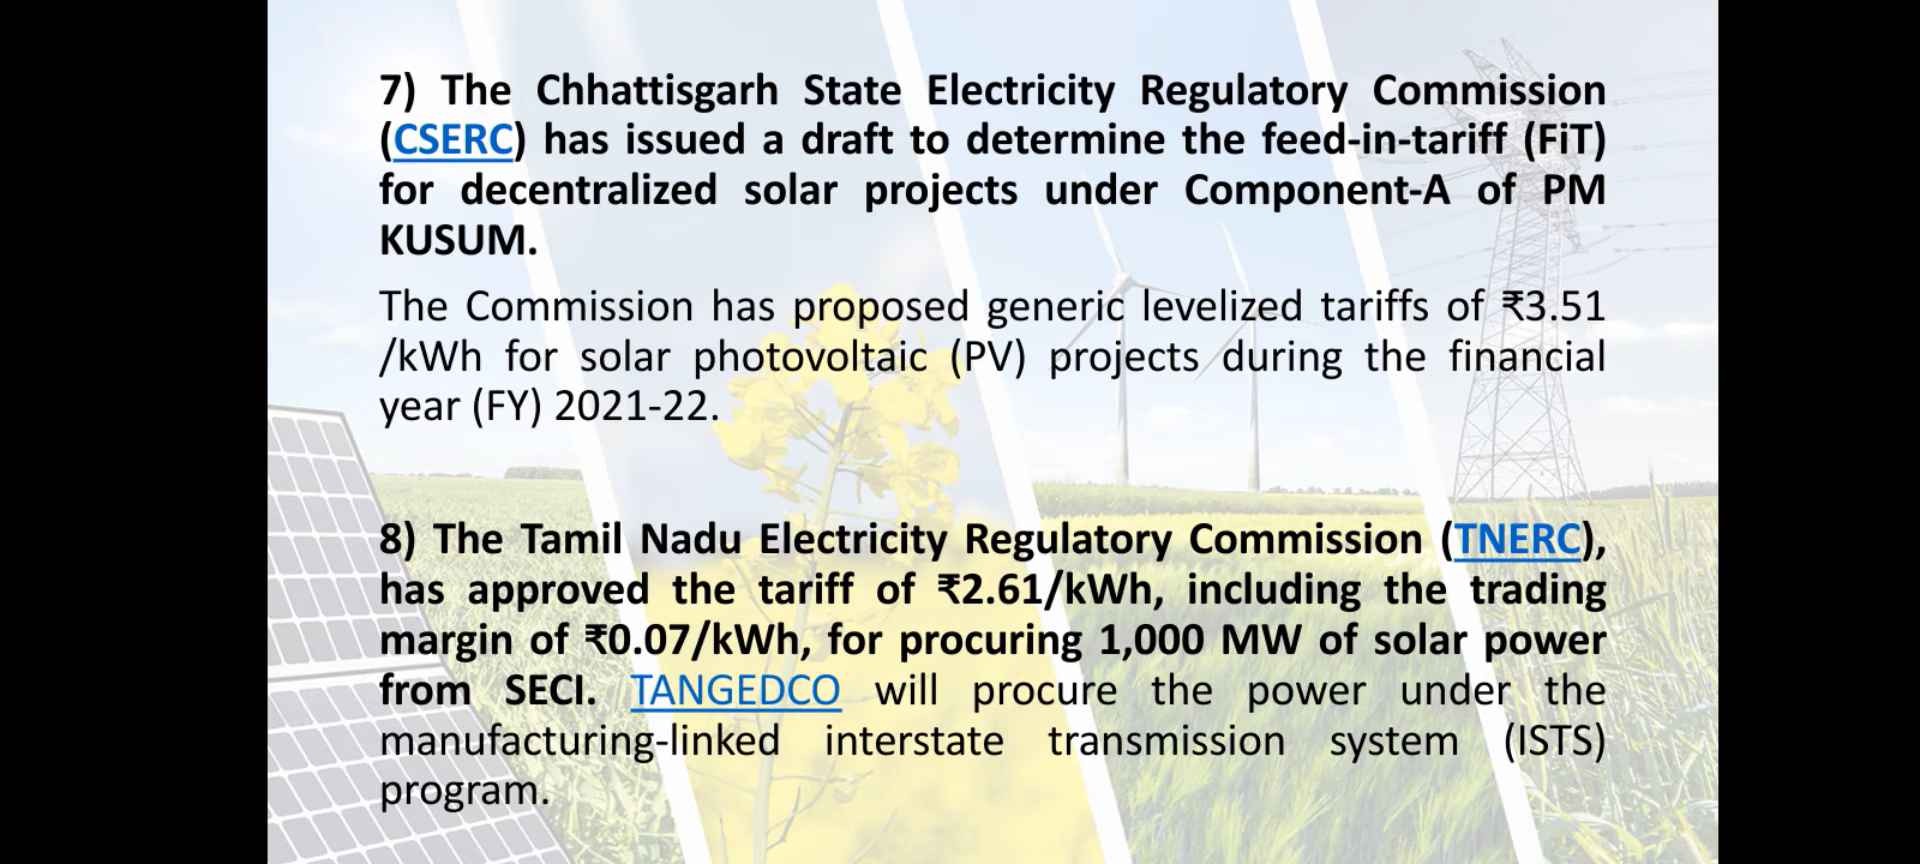 7) The Chhattisgarh State Electricity Regulatory Commission
(CSERC) has issued a draft to determine the feed-in-tariff (FiT)
for decentralized solar projects under Component-A of PM
KUSUM.
The Commission has proposed generic levelized tariffs of ₹3.51
/kWh for solar photovoltaic (PV) projects during the financial
year (FY) 2021-22.
8) The Tamil Nadu Electricity Regulatory Commission (TNERC),
has approved the tariff of ₹2.61/kWh, including the trading
margin of ₹0.07/kWh, for procuring 1,000 MW of solar power
from SECI. TANGEDCO will procure the power under the
manufacturing-linked interstate transmission system (ISTS)
program.